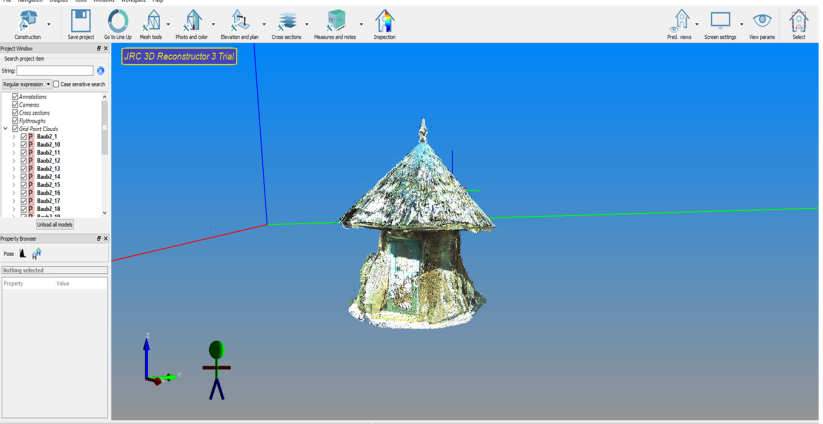 File Navigation Outputs Tools Windows Workspace Help
Construction Save project Go to Line Up Mesh tools Photo and color Elevation and plan Cross sections Measures and notes Inspection Pred. views Screen settings View params Select
Project Window
Search project item
String:
Regular expression Case sensitive search
Annotations
Cameras
Cross sections
Flythroughs
Grid Point Clouds
Baub2_1
Baub2_10
Baub2_11
Baub2_12
Baub2_13
Baub2_14
Baub2_15
Baub2_16
Baub2_17
Baub2_18
Unload all models
Property Browser
Pose
Nothing selected
Property Value
JRC 3D Reconstructor 3 Trial
z
y